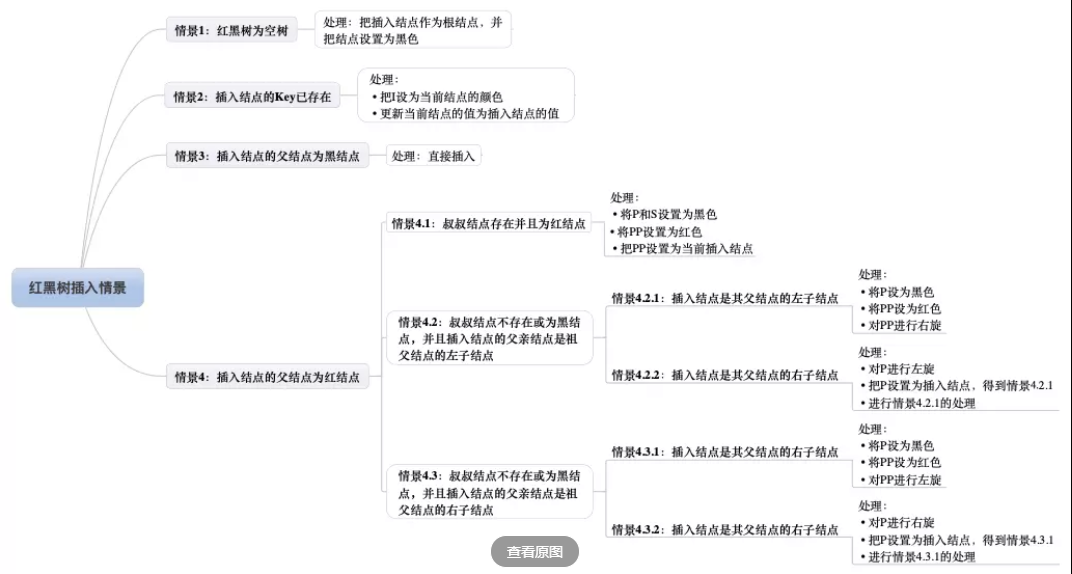 情景1：红黑树为空树
处理：把插入结点作为根结点，并
把结点设置为黑色
情景2：插入结点的Key已存在
处理：
• 把I设为当前结点的颜色
• 更新当前结点的值为插入结点的值
情景3：插入结点的父结点为黑结点
处理：直接插入
红黑树插入情景
情景4：插入结点的父结点为红结点
情景4.1：叔叔结点存在并且为红结点
处理：
• 将P和S设置为黑色
• 将PP设置为红色
• 把PP设置为当前插入结点
情景4.2：叔叔结点不存在或为黑结
点，并且插入结点的父亲结点是祖
父结点的左子结点
情景4.2.1：插入结点是其父结点的左子结点
处理：
• 将P设为黑色
• 将PP设为红色
• 对PP进行右旋
情景4.2.2：插入结点是其父结点的右子结点
处理：
• 对P进行左旋
• 把P设置为插入结点，得到情景4.2.1
• 进行情景4.2.1的处理
情景4.3：叔叔结点不存在或为黑结
点，并且插入结点的父亲结点是祖
父结点的右子结点
情景4.3.1：插入结点是其父结点的右子结点
处理：
• 将P设为黑色
• 将PP设为红色
• 对PP进行左旋
情景4.3.2：插入结点是其父结点的右子结点
处理：
• 对P进行右旋
• 把P设置为插入结点，得到情景4.3.1
• 进行情景4.3.1的处理
查看原图